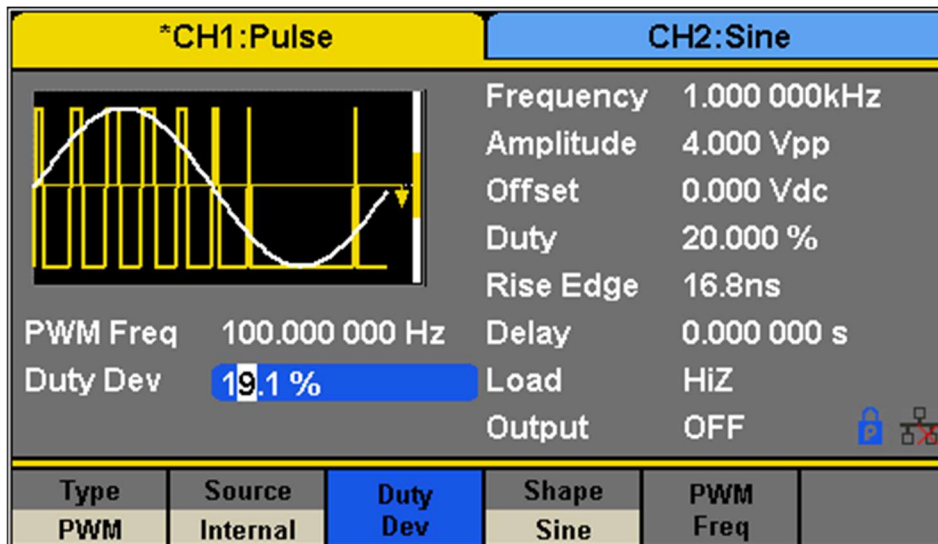 *CH1:Pulse
CH2:Sine
Frequency 1.000 000kHz
Amplitude 4.000 Vpp
Offset 0.000 Vdc
Duty 20.000 %
Rise Edge 16.8ns
PWM Freq 100.000 000 Hz
Delay 0.000 000 s
Duty Dev 19.1 %
Load HiZ
Output OFF
P
Type
PWM
Source
Internal
Duty
Dev
Shape
Sine
PWM
Freq